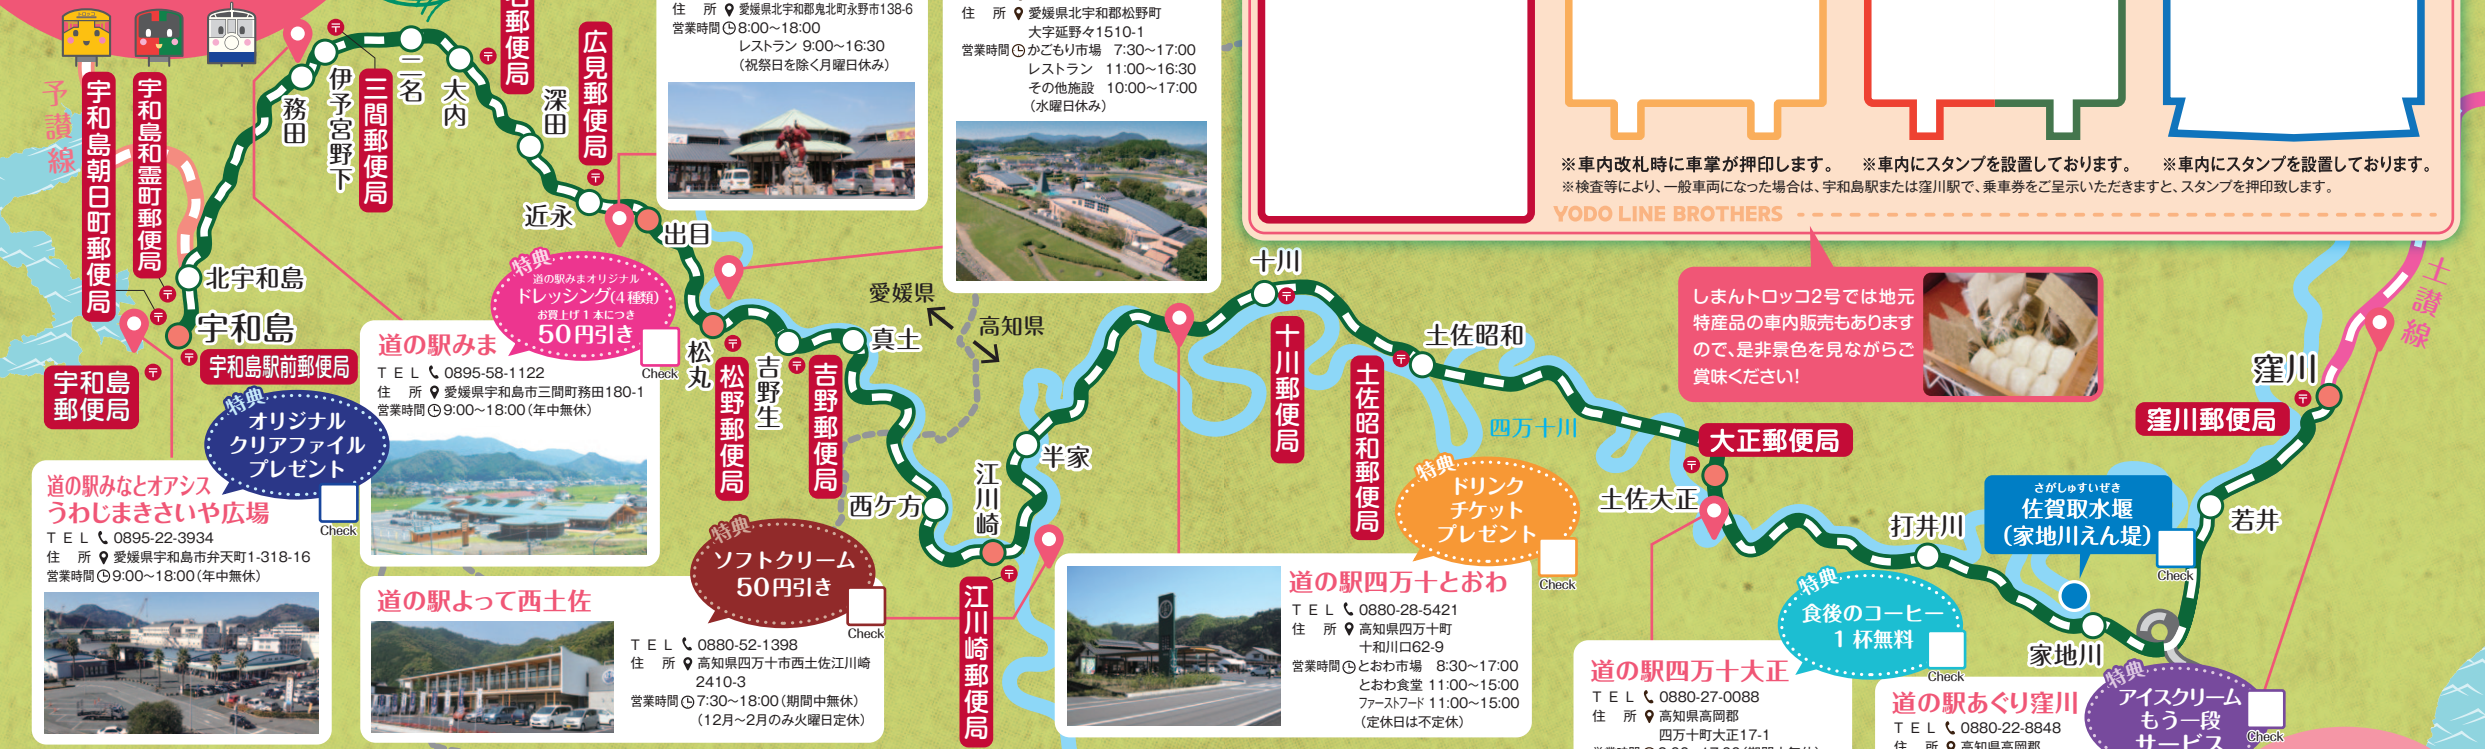 住 所 愛媛県北宇和郡鬼北町永野市138-6
営業時間 8:00〜18:00
レストラン 9:00〜16:30
(祝祭日を除く月曜日休み)
住 所 愛媛県北宇和郡松野町
大字延野々1510-1
営業時間 かごもり市場 7:30〜17:00
レストラン 11:00〜16:30
その他施設 10:00〜17:00
(水曜日休み)
※車内改札時に車掌が押印します。
※車内にスタンプを設置しております。
※車内にスタンプを設置しております。
※検査等により、一般車両になった場合は、宇和島駅または窪川駅で、乗車券をご呈示いただきますと、スタンプを押印致します。
YODO LINE BROTHERS
しまんトロッコ2号では地元
特産品の車内販売もあります
ので、是非景色を見ながらご
賞味ください!
予讃線
宇和島朝日町郵便局
宇和島和霊町郵便局
北宇和島
宇和島
宇和島駅前郵便局
宇和島
郵便局
務田
伊予宮野下
三間郵便局
二名
大内
郵便局
深田
広見郵便局
近永
出目
松丸
松野郵便局
吉野生
吉野郵便局
真土
西ケ方
江川崎
江川崎郵便局
半家
愛媛県
高知県
十川
十川郵便局
土佐昭和
土佐昭和郵便局
四万十川
大正郵便局
土佐大正
打井川
さがしゅすいぜき
佐賀取水堰
(家地川えん堤)
Check
家地川
若井
窪川
窪川郵便局
土讃線
特典
オリジナル
クリアファイル
プレゼント
Check
道の駅みなとオアシス
うわじまきさいや広場
TEL 0895-22-3934
住 所 愛媛県宇和島市弁天町1-318-16
営業時間 9:00〜18:00(年中無休)
特典
道の駅みまオリジナル
ドレッシング(4種類)
お買上げ1本につき
50円引き
Check
道の駅みま
TEL 0895-58-1122
住 所 愛媛県宇和島市三間町務田180-1
営業時間 9:00〜18:00(年中無休)
特典
ソフトクリーム
50円引き
Check
道の駅よって西土佐
TEL 0880-52-1398
住 所 高知県四万十市西土佐江川崎
2410-3
営業時間 7:30〜18:00(期間中無休)
(12月〜2月のみ火曜日定休)
特典
ドリンク
チケット
プレゼント
Check
道の駅四万十とおわ
TEL 0880-28-5421
住 所 高知県四万十町
十和川口62-9
営業時間 とおわ市場 8:30〜17:00
とおわ食堂 11:00〜15:00
ファーストフード 11:00〜15:00
(定休日は不定休)
特典
食後のコーヒー
1杯無料
Check
道の駅四万十大正
TEL 0880-27-0088
住 所 高知県高岡郡
四万十町大正17-1
特典
アイスクリーム
もう一段
サービス
Check
道の駅あぐり窪川
TEL 0880-22-8848
住 所 高知県高岡郡